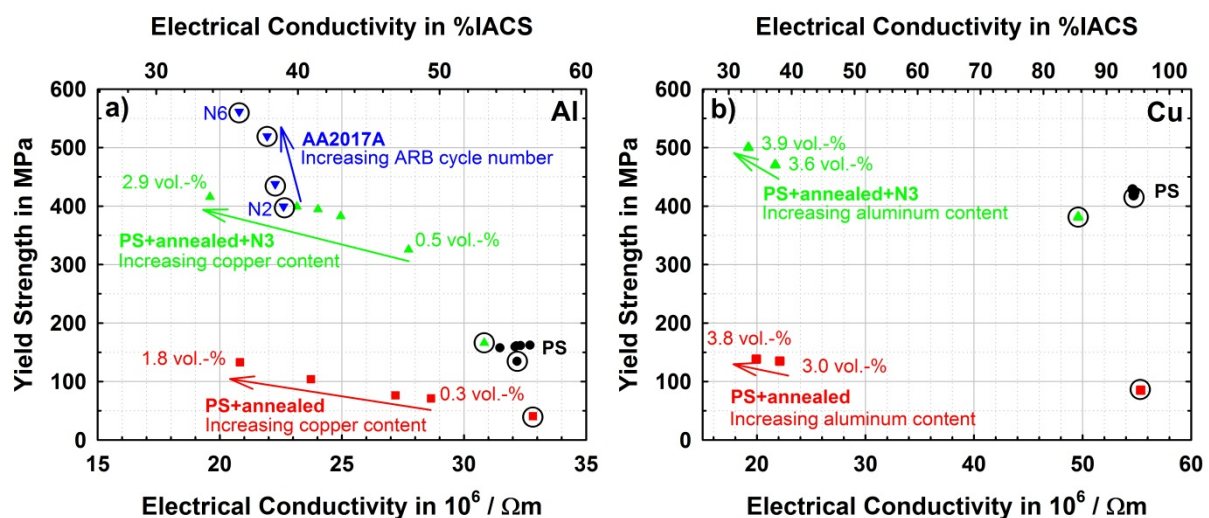 Electrical Conductivity in %IACS
30 40 50 60
a)
Al
600
500
400
300
200
100
0
Yield Strength in MPa
N6
AA2017A
Increasing ARB cycle number
2.9 vol.-%
N2
PS+annealed+N3
Increasing copper content
0.5 vol.-%
PS
1.8 vol.-%
0.3 vol.-%
PS+annealed
Increasing copper content
15 20 25 30 35
Electrical Conductivity in 10⁶ / Ωm
Electrical Conductivity in %IACS
30 40 50 60 70 80 90 100
b)
Cu
600
500
400
300
200
100
0
Yield Strength in MPa
3.9 vol.-%
3.6 vol.-%
PS+annealed+N3
Increasing aluminum content
PS
3.8 vol.-%
3.0 vol.-%
PS+annealed
Increasing aluminum content
20 30 40 50 60
Electrical Conductivity in 10⁶ / Ωm